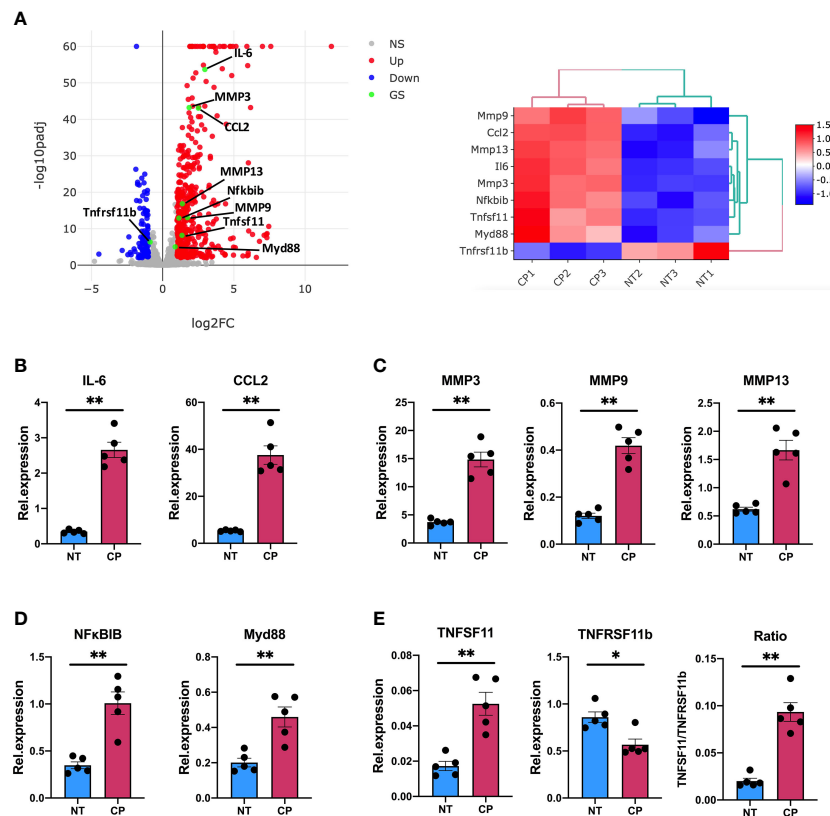 A
60
50
40
30
20
10
0
-log10padj
−5
0
5
10
log2FC
IL-6
MMP3
CCL2
MMP13
Nfkbib
MMP9
Tnfsf11
Myd88
Tnfrsf11b
NS
Up
Down
GS
Mmp9
Ccl2
Mmp13
Il6
Mmp3
Nfkbib
Tnfsf11
Myd88
Tnfrsf11b
CP1 CP2 CP3 NT2 NT3 NT1
1.5
1.0
0.5
0.0
B
IL-6
**
Rel.expression
4
3
2
1
0
NT CP
CCL2
**
Rel.expression
60
40
20
0
NT CP
C
MMP3
**
Rel.expression
25
20
15
10
5
0
NT CP
MMP9
**
Rel.expression
0.6
0.4
0.2
0.0
NT CP
MMP13
**
Rel.expression
2.5
2.0
1.5
1.0
0.5
0.0
NT CP
D
NFκBIB
**
Rel.expression
1.5
1.0
0.5
0.0
NT CP
Myd88
**
Rel.expression
0.8
0.6
0.4
0.2
0.0
NT CP
E
TNFSF11
**
Rel.expression
0.08
0.06
0.04
0.02
0.00
NT CP
TNFRSF11b
*
Rel.expression
1.5
1.0
0.5
0.0
NT CP
Ratio
**
TNFSF11/TNFRSF11b
0.15
0.10
0.05
0.00
NT CP